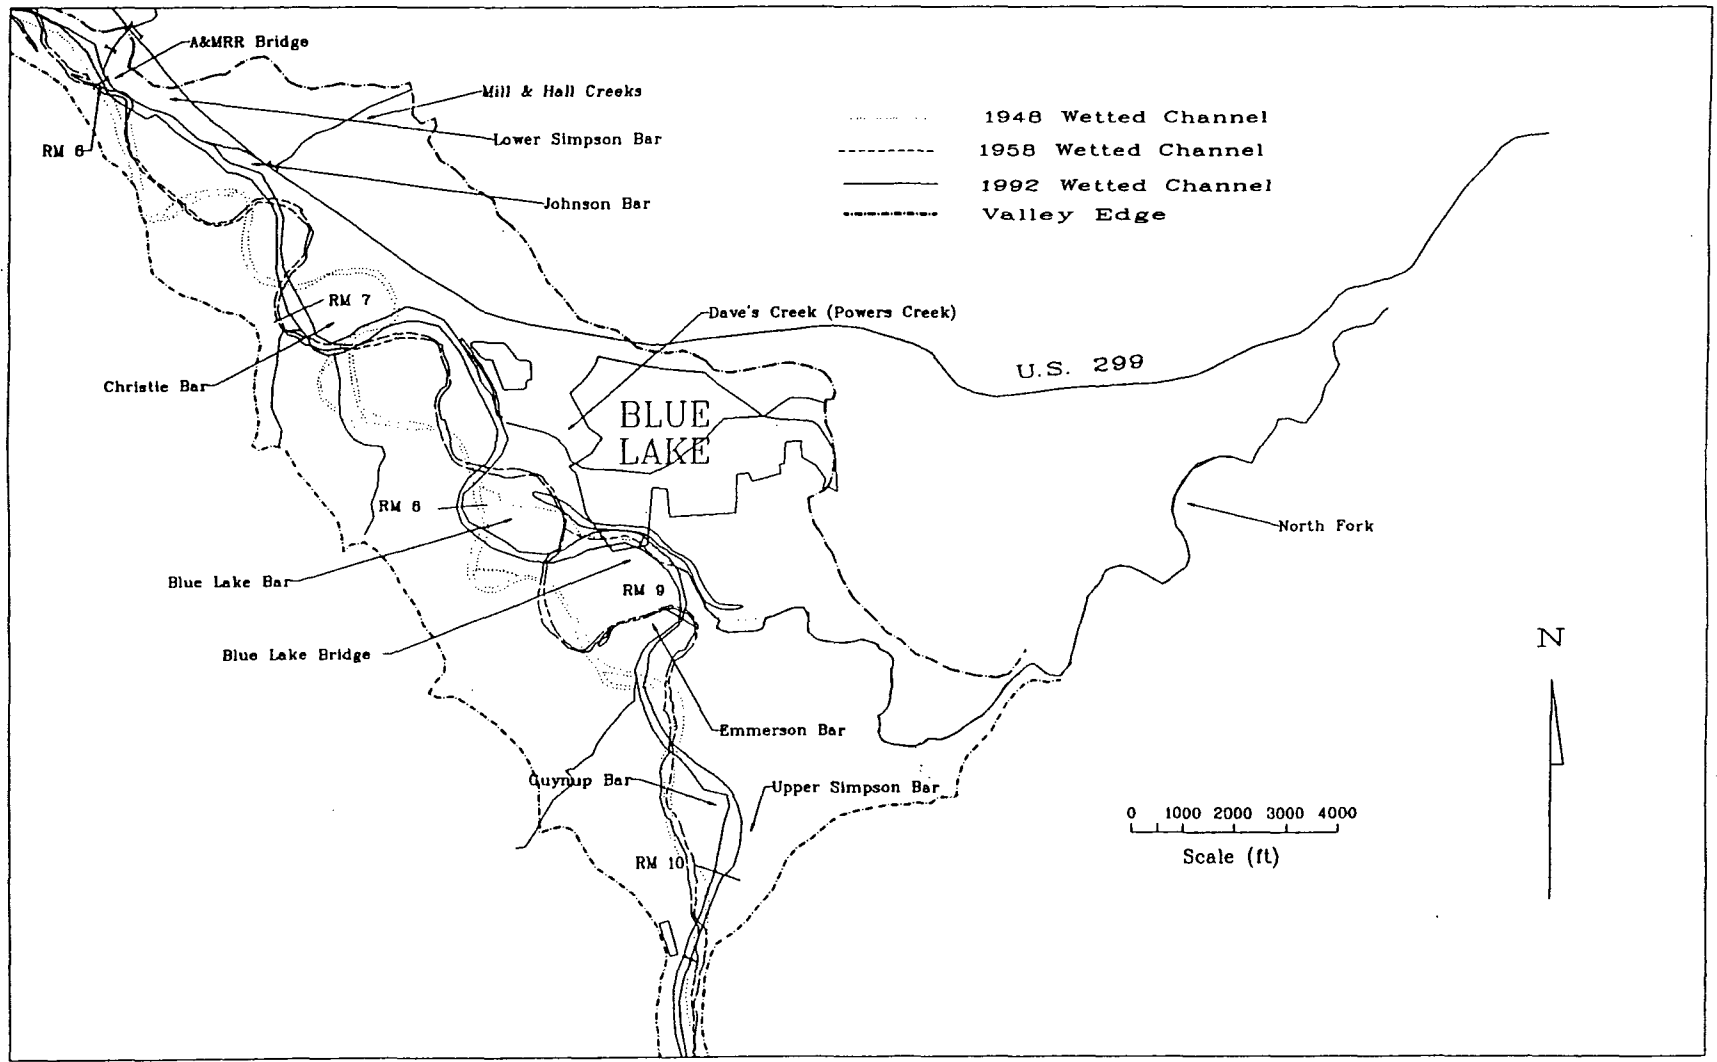 A&MRR Bridge
Mill & Hall Creeks
Lower Simpson Bar
RM 6
Johnson Bar
1948 Wetted Channel
1958 Wetted Channel
1992 Wetted Channel
Valley Edge
RM 7
Dave's Creek (Powers Creek)
Christie Bar
U.S. 299
BLUE
LAKE
RM 8
North Fork
Blue Lake Bar
RM 9
Blue Lake Bridge
N
Emmerson Bar
Guynup Bar
Upper Simpson Bar
0 1000 2000 3000 4000
Scale (ft)
RM 10